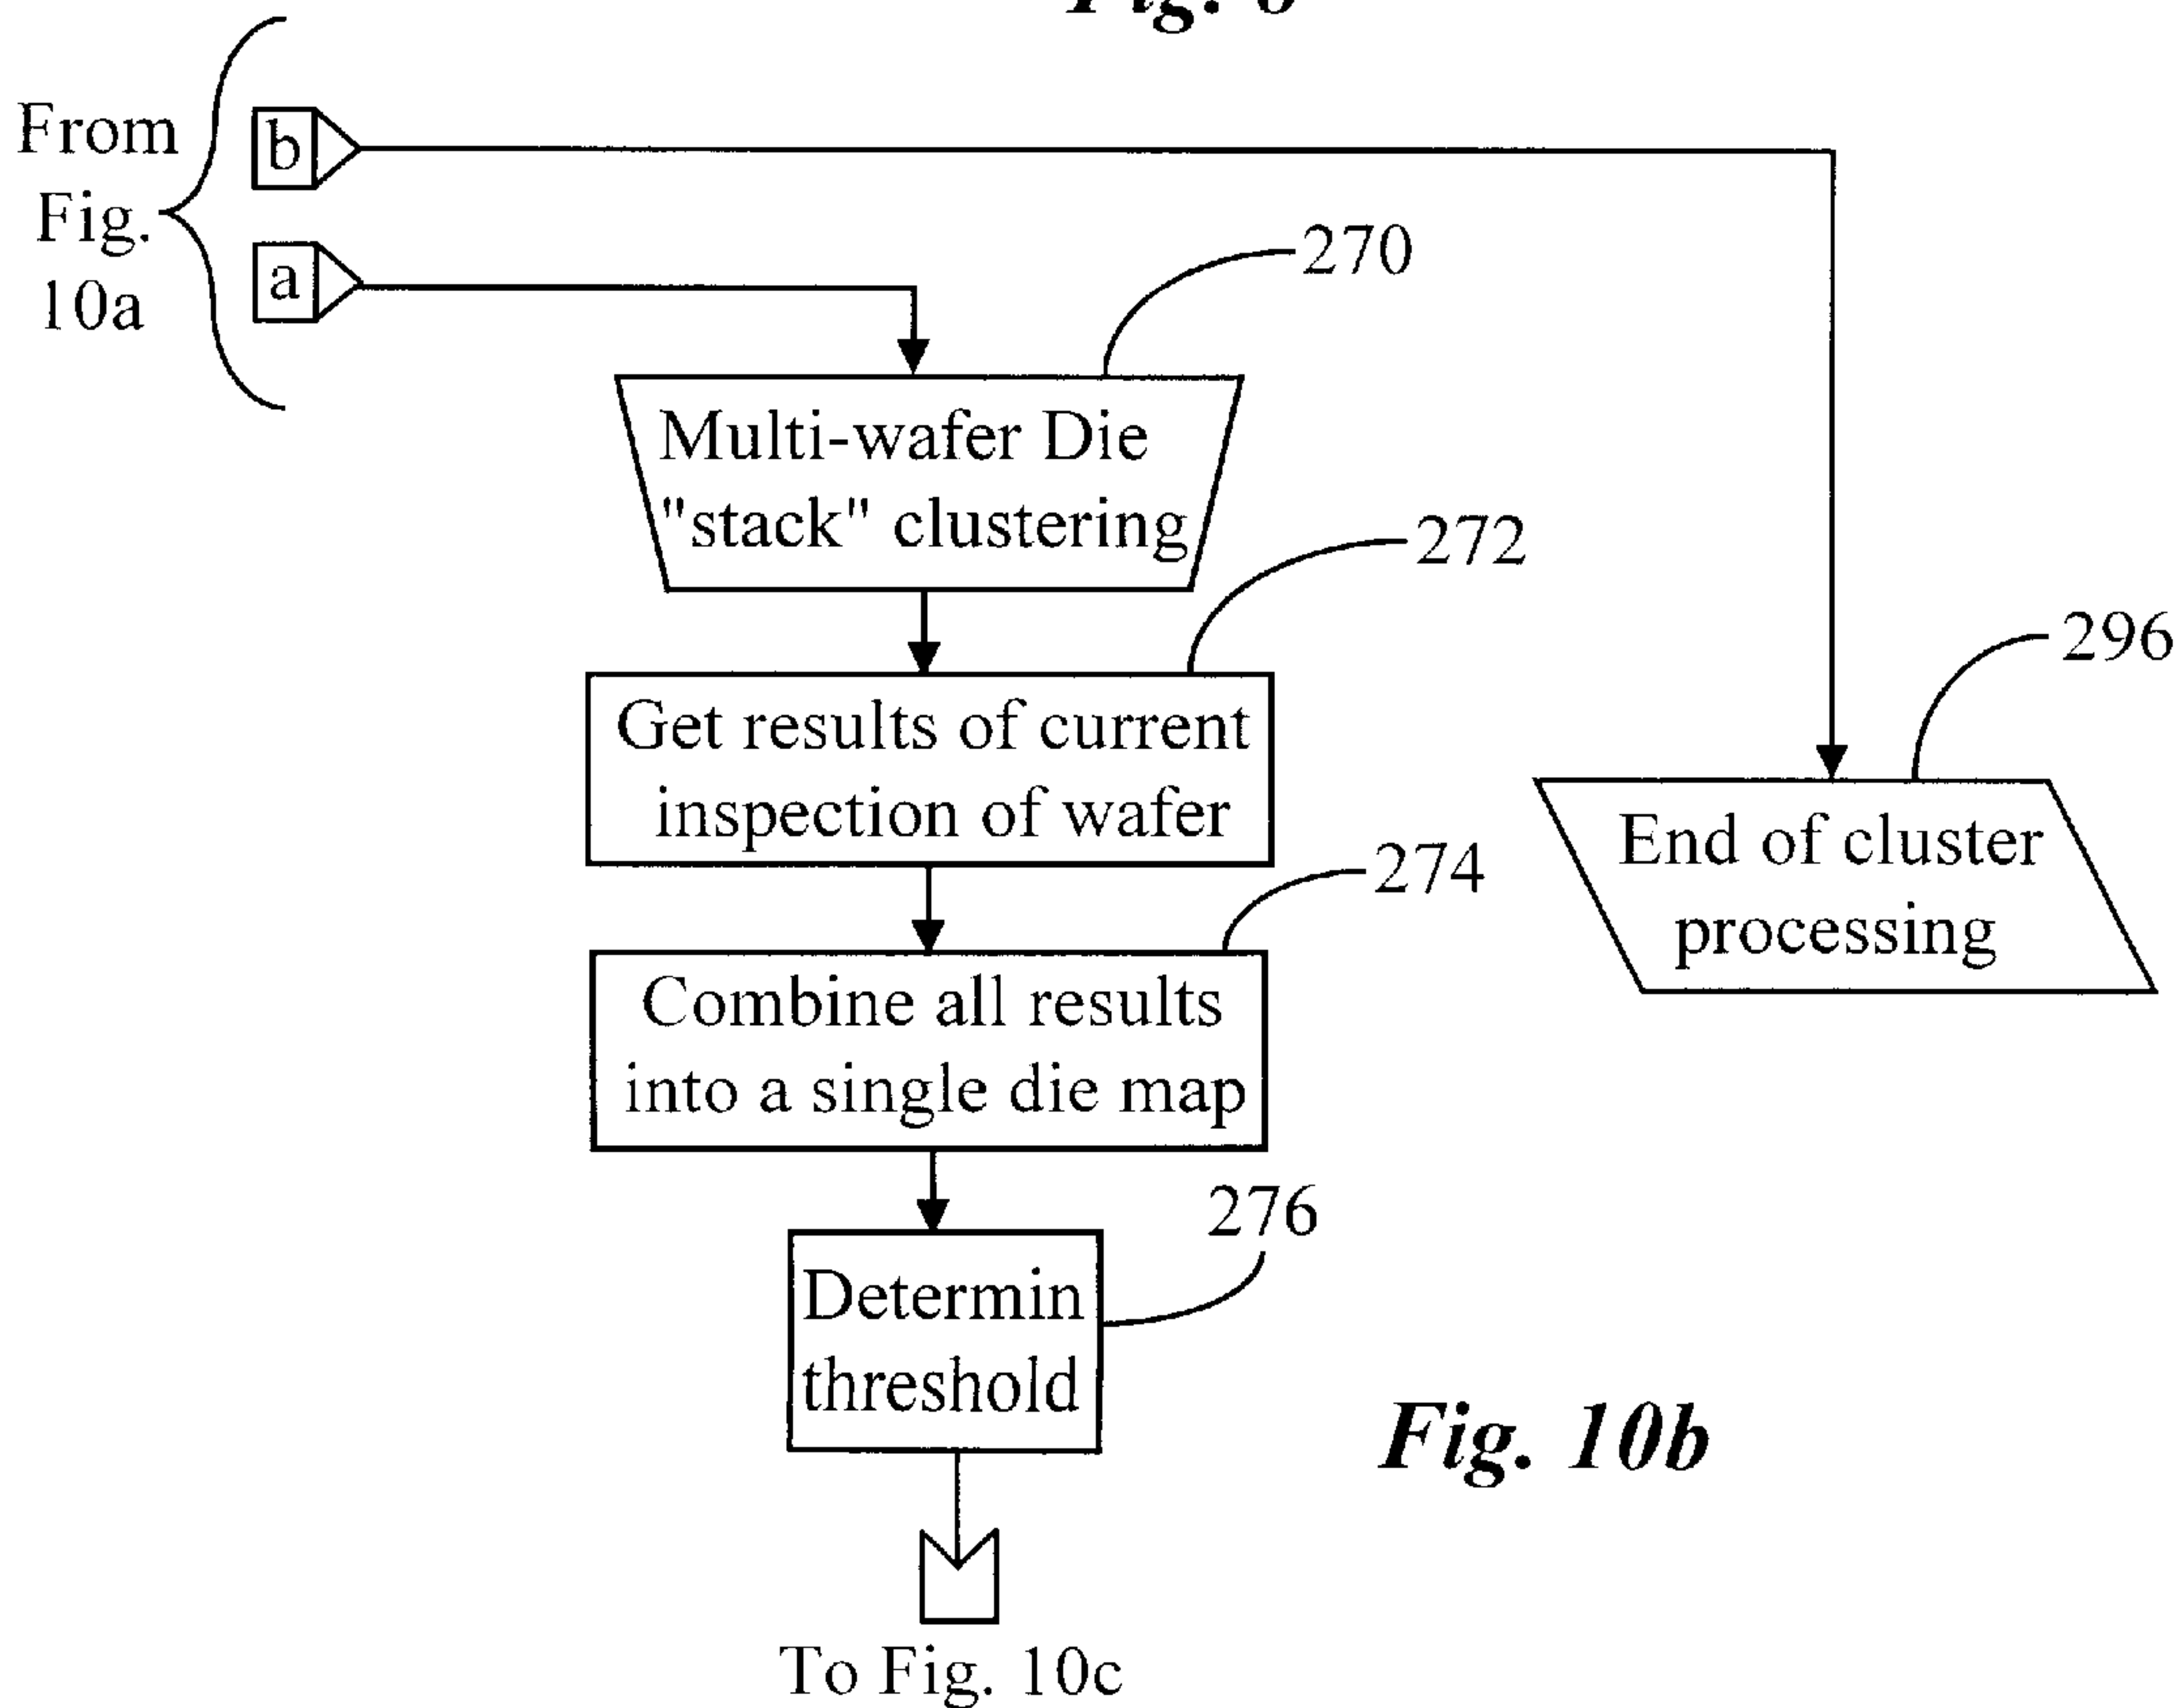 From
Fig.
10a
b
a
270
Multi-wafer Die
"stack" clustering
272
Get results of current
inspection of wafer
274
Combine all results
into a single die map
276
Determin
threshold
To Fig. 10c
296
End of cluster
processing
Fig. 10b